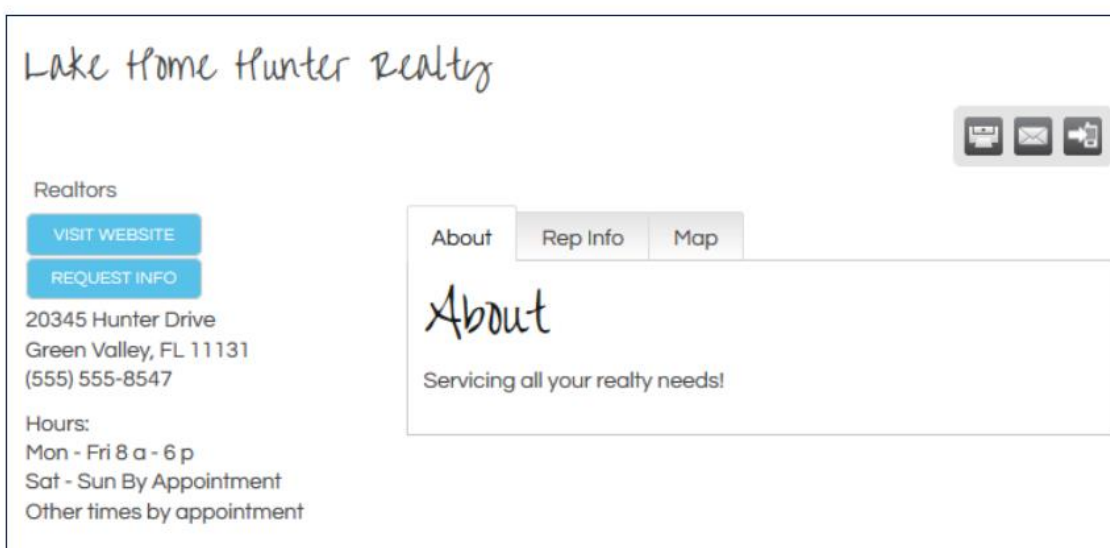 Lake Home Hunter Realty
Realtors
VISIT WEBSITE
REQUEST INFO
20345 Hunter Drive
Green Valley, FL 11131
(555) 555-8547
Hours:
Mon - Fri 8 a - 6 p
Sat - Sun By Appointment
Other times by appointment
About Rep Info Map
About
Servicing all your realty needs!